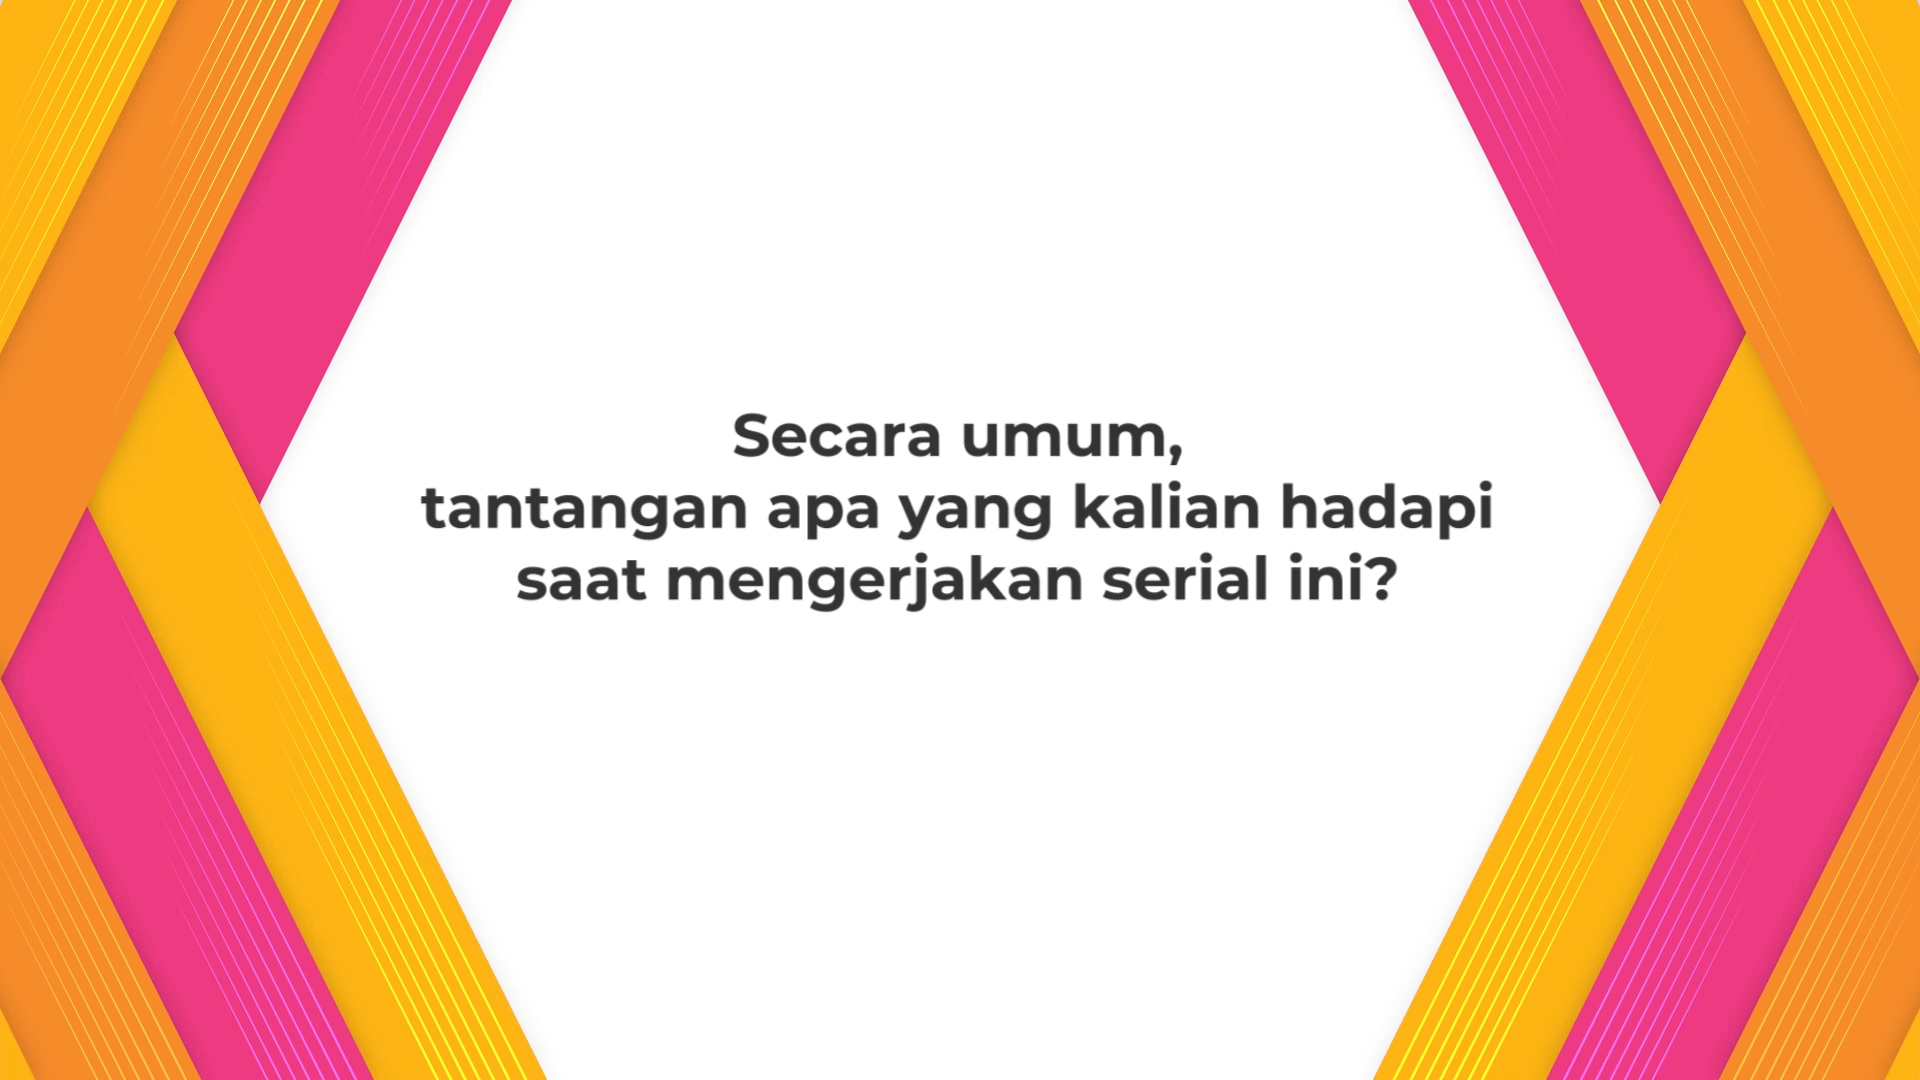 Secara umum,
tantangan apa yang kalian hadapi
saat mengerjakan serial ini?